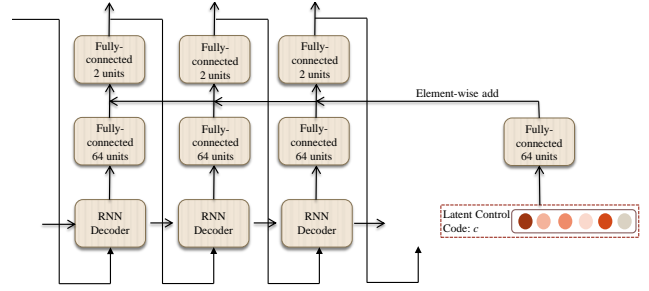 Fully-
connected
2 units
Fully-
connected
2 units
Fully-
connected
2 units
Element-wise add
Fully-
connected
64 units
Fully-
connected
64 units
Fully-
connected
64 units
Fully-
connected
64 units
RNN
Decoder
RNN
Decoder
RNN
Decoder
Latent Control
Code: c